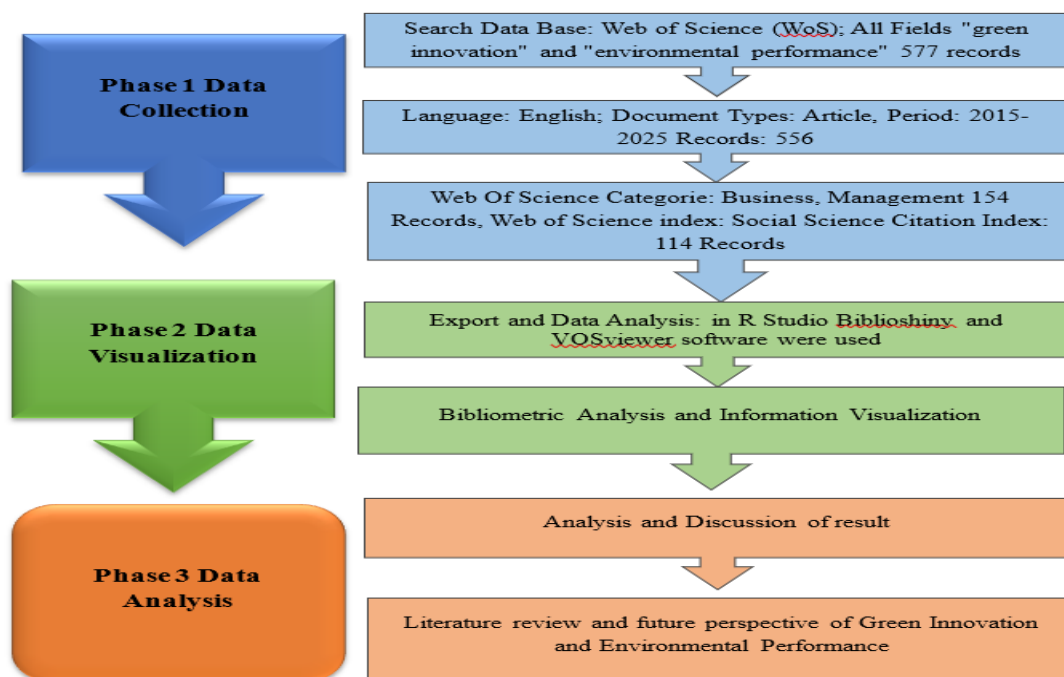 Phase 1 Data
Collection
Search Data Base: Web of Science (WoS); All Fields "green
innovation" and "environmental performance" 577 records
Language: English; Document Types: Article, Period: 2015-
2025 Records: 556
Web Of Science Categorie: Business, Management 154
Records, Web of Science index: Social Science Citation Index:
114 Records
Phase 2 Data
Visualization
Export and Data Analysis: in R Studio Biblioshiny and
VOSviewer software were used
Bibliometric Analysis and Information Visualization
Phase 3 Data
Analysis
Analysis and Discussion of result
Literature review and future perspective of Green Innovation
and Environmental Performance